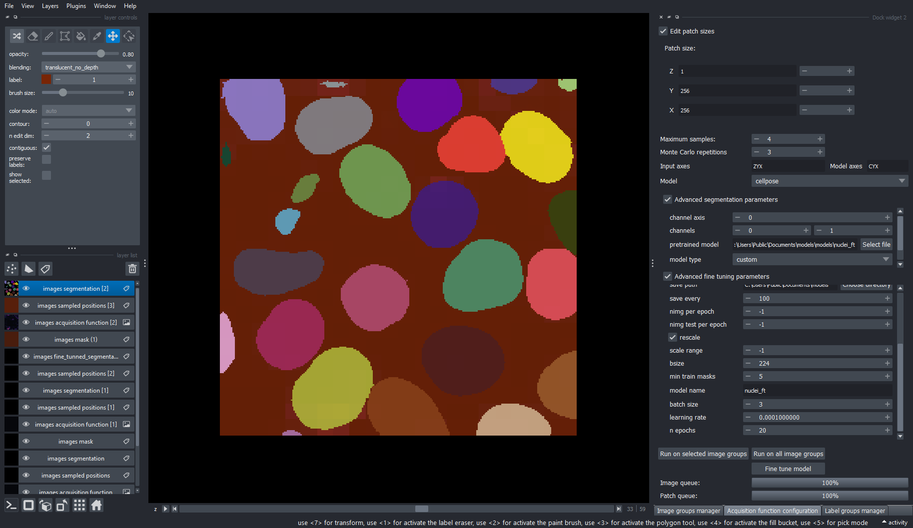 File View Layers Plugins Window Help
layer controls
opacity: 0.80
blending: translucent_no_depth
label: 1
brush size: 10
color mode: auto
contour: 0
n edit dim: 2
contiguous:
preserve
labels:
show
selected:
layer list
images segmentation [2]
images sampled positions [3]
images acquisition function [2]
images mask (1)
images fine_tunned_segmenta...
images sampled positions [2]
images segmentation [1]
images sampled positions [1]
images acquisition function [1]
images mask
images segmentation
images sampled positions
images acquisition function
z 33 59
Dock widget 2
Edit patch sizes
Patch size:
Z 1
Y 256
X 256
Maximum samples: 4
Monte Carlo repetitions 3
Input axes ZYX Model axes CYX
Model cellpose
Advanced segmentation parameters
channel axis 0
channels 0 1
pretrained model :\Users\Public\Documents\models\models\nuclei_ft Select file
model type custom
Advanced fine tuning parameters
save path Choose directory
save every 100
nimg per epoch -1
nimg test per epoch -1
rescale
scale range -1
bsize 224
min train masks 5
model name nuclei_ft
batch size 3
learning rate 0.0001000000
n epochs 20
Run on selected image groups Run on all image groups
Fine tune model
Image queue: 100%
Patch queue: 100%
Image groups manager Acquisition function configuration Label groups manager
use <7> for transform, use <1> for activate the label eraser, use <2> for activate the paint brush, use <3> for activate the polygon tool, use <4> for activate the fill bucket, use <5> for pick mode activity